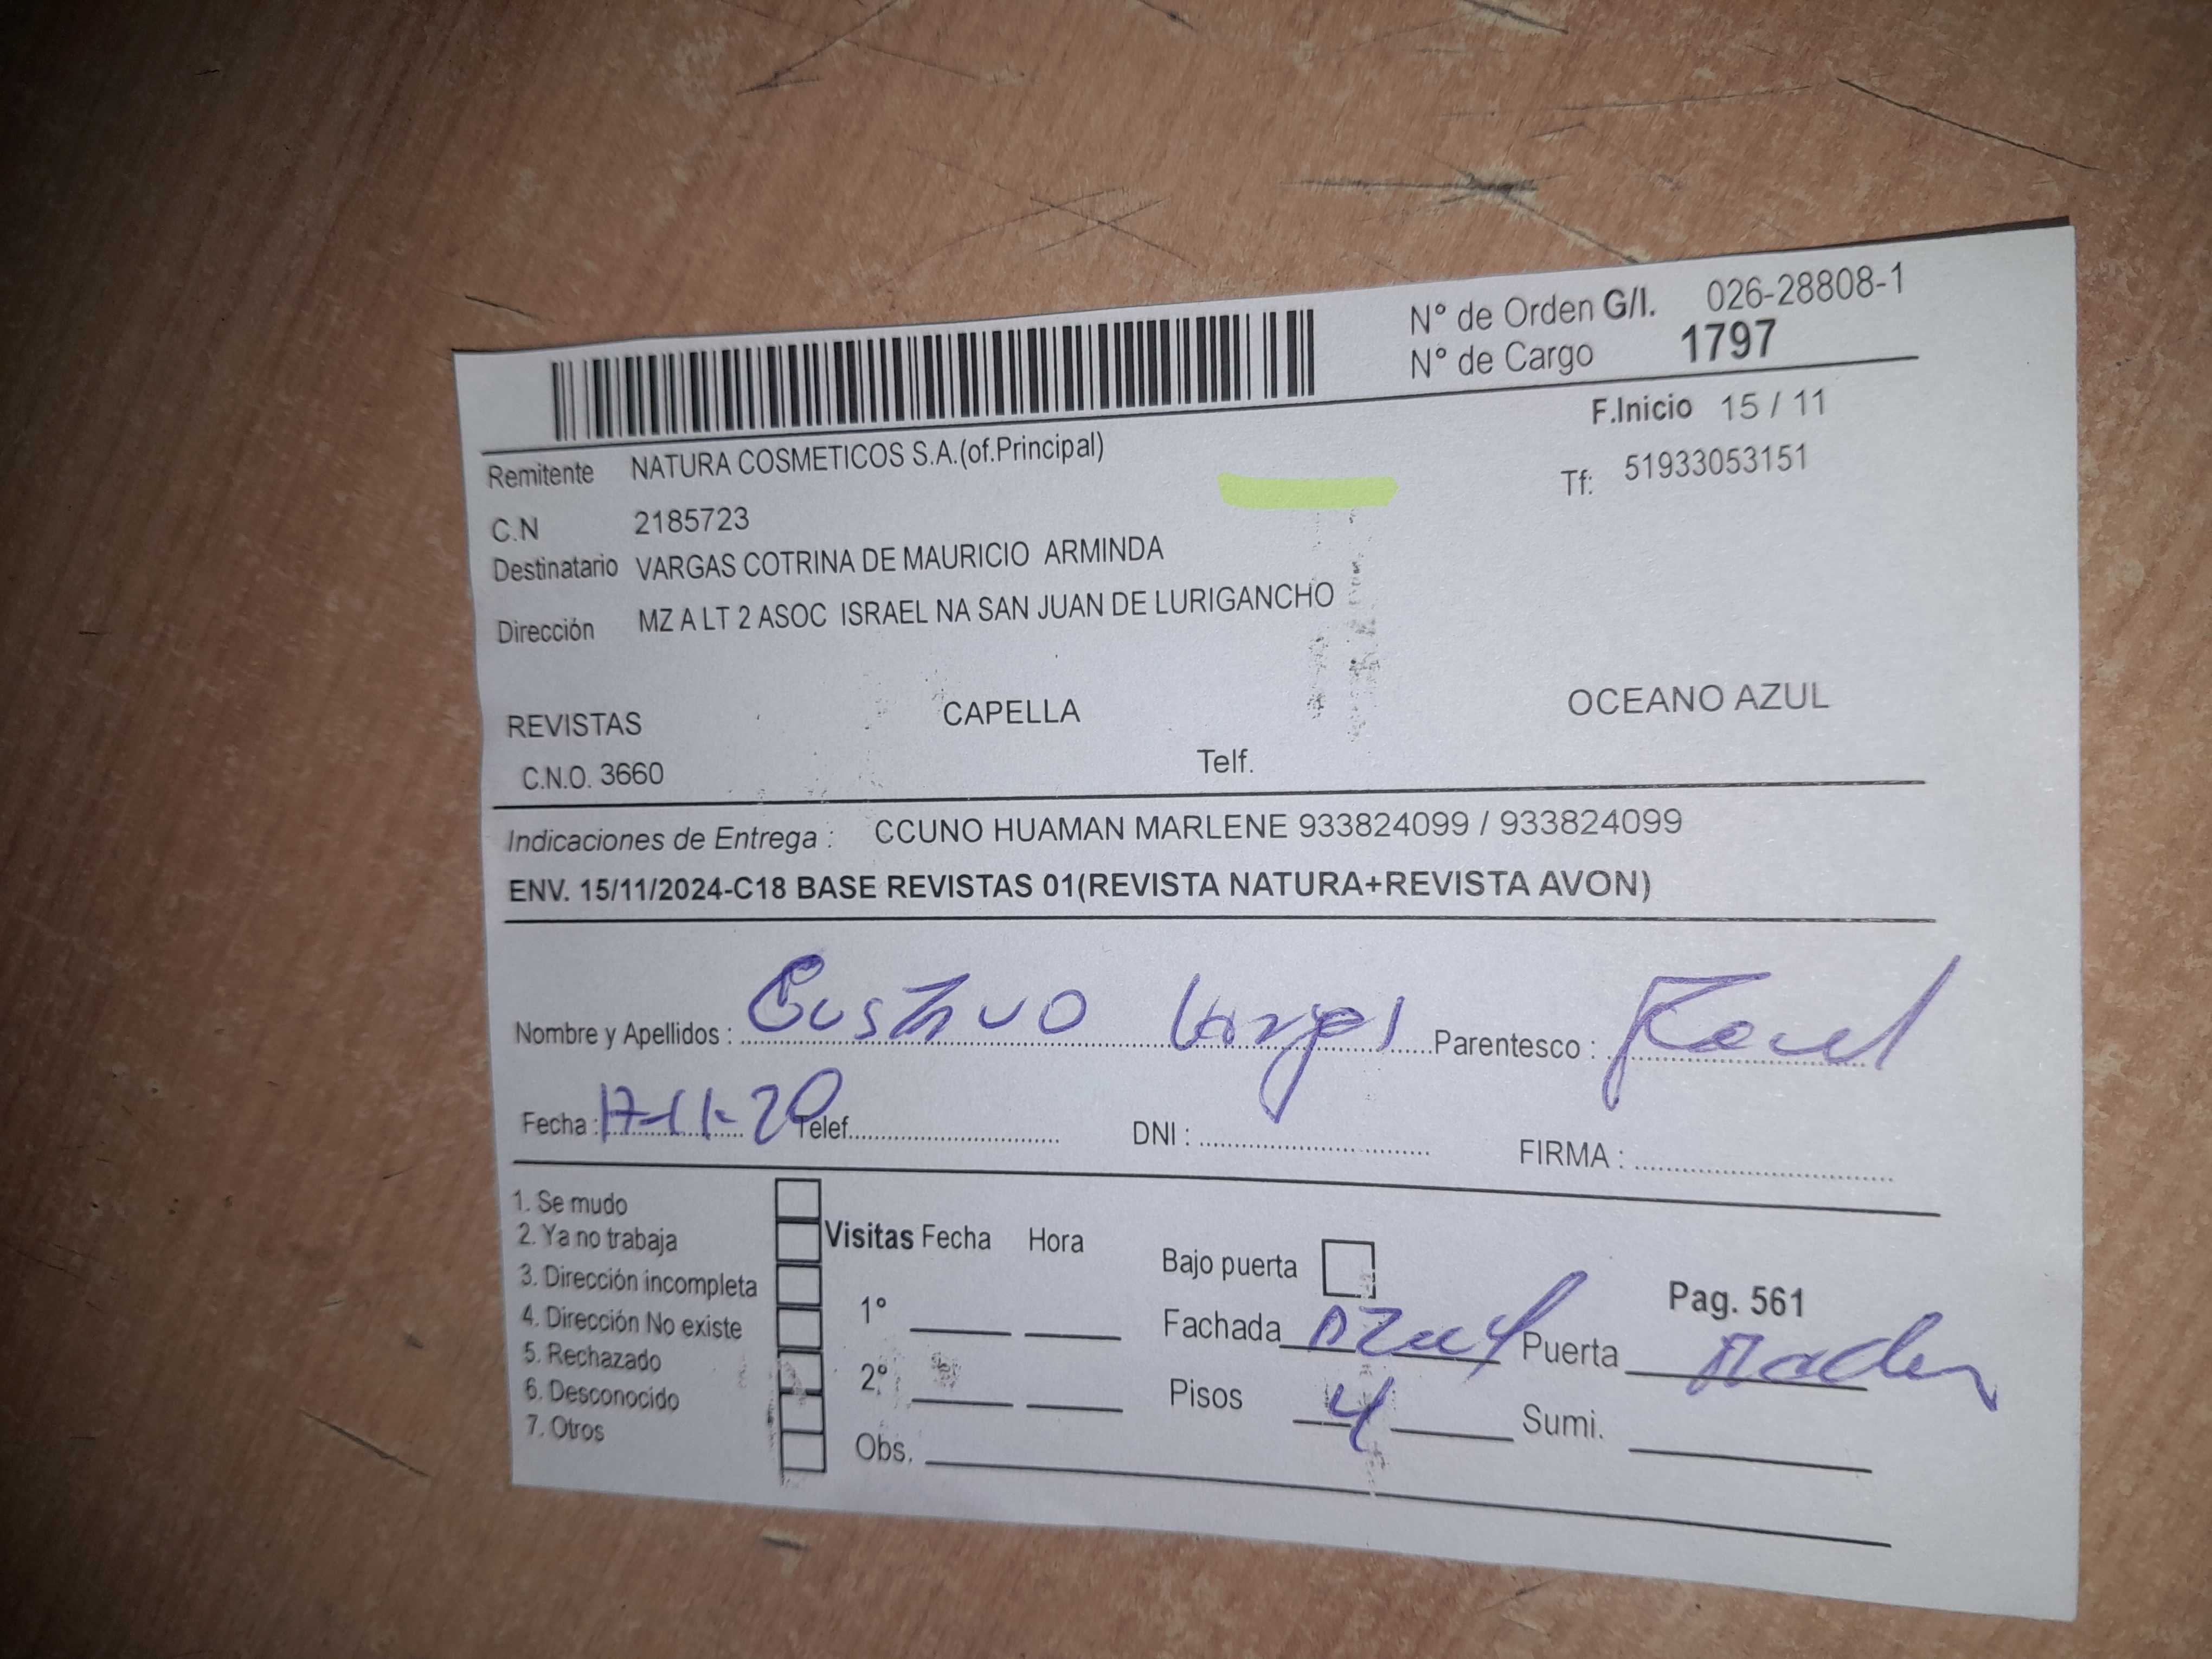 N° de Orden G/I. 026-28808-1
N° de Cargo 1797
F.Inicio 15 / 11
Remitente NATURA COSMETICOS S.A.(of.Principal)
Tf: 51933053151
C.N 2185723
Destinatario VARGAS COTRINA DE MAURICIO ARMINDA
Dirección MZ A LT 2 ASOC ISRAEL NA SAN JUAN DE LURIGANCHO
REVISTAS CAPELLA OCEANO AZUL
C.N.O. 3660 Telf.
Indicaciones de Entrega : CCUNO HUAMAN MARLENE 933824099 / 933824099
ENV. 15/11/2024-C18 BASE REVISTAS 01(REVISTA NATURA+REVISTA AVON)
Nombre y Apellidos : Gustavo Vargas Parentesco :
Fecha : 17-11-20 Telef. DNI : FIRMA :
1. Se mudo
2. Ya no trabaja
3. Dirección incompleta
4. Dirección No existe
5. Rechazado
6. Desconocido
7. Otros
Visitas Fecha Hora
1°
2°
Obs.
Bajo puerta
Pag. 561
Fachada Azul Puerta Mader
Pisos 4 Sumi.